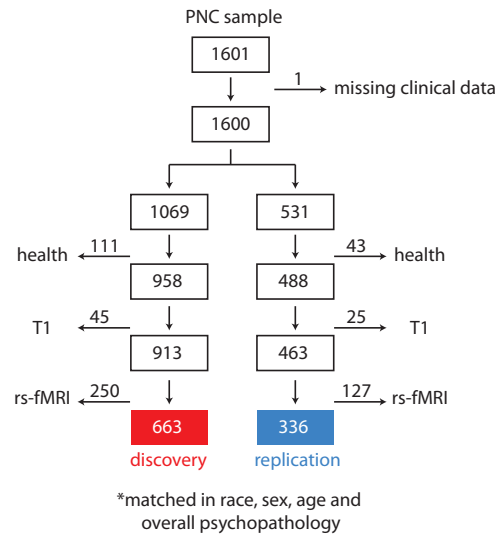 PNC sample
1601
1
missing clinical data
1600
1069
531
health
111
43
health
958
488
T1
45
25
T1
913
463
rs-fMRI
250
127
rs-fMRI
663
336
discovery
replication
*matched in race, sex, age and
overall psychopathology